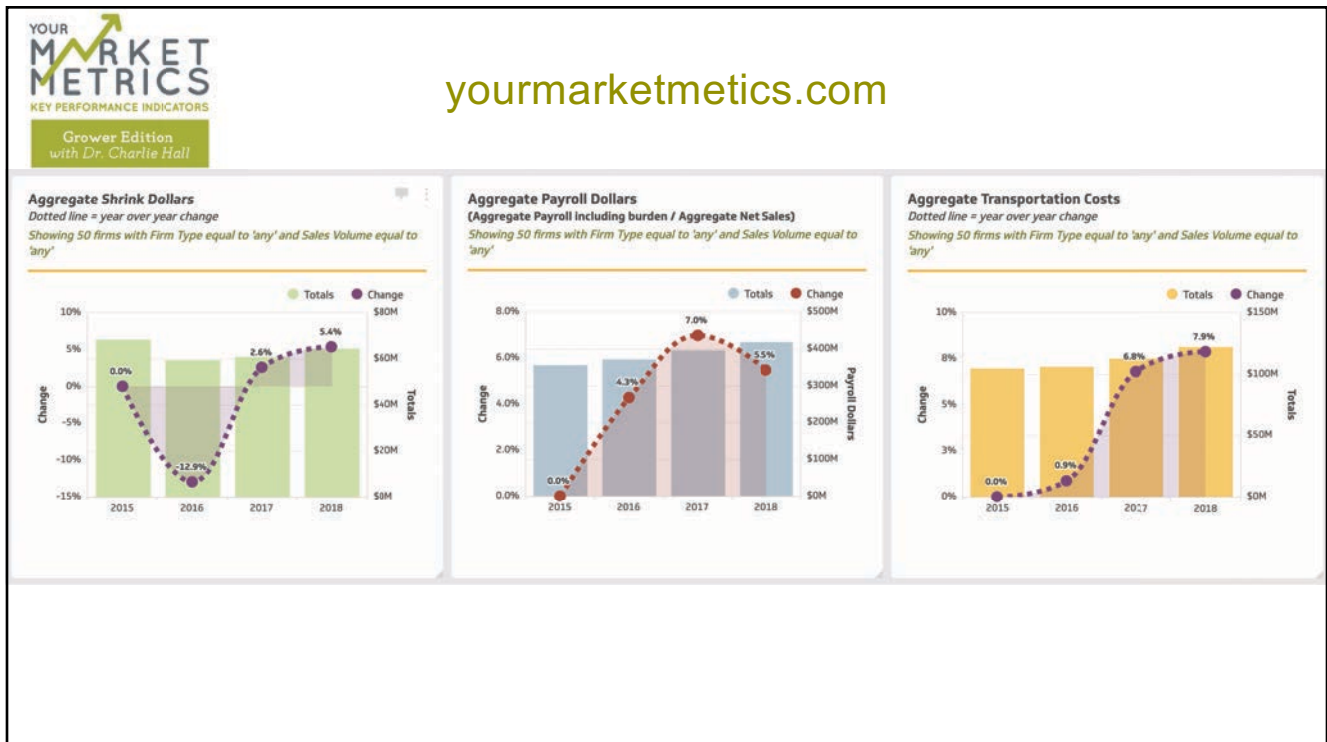 YOUR
MARKET
METRICS
KEY PERFORMANCE INDICATORS
Grower Edition
with Dr. Charlie Hall
yourmarketmetics.com
Aggregate Shrink Dollars
Dotted line = year over year change
Showing 50 firms with Firm Type equal to 'any' and Sales Volume equal to
'any'
Totals Change
10%
5%
0%
-5%
-10%
-15%
Change
0.0%
-12.9%
2.6%
5.4%
$80M
$60M
$40M
$20M
$0M
Totals
2015 2016 2017 2018
Aggregate Payroll Dollars
(Aggregate Payroll including burden / Aggregate Net Sales)
Showing 50 firms with Firm Type equal to 'any' and Sales Volume equal to
'any'
Totals Change
8.0%
6.0%
4.0%
2.0%
0.0%
Change
0.0%
4.3%
7.0%
5.5%
$500M
$400M
$300M
$200M
$100M
$0M
Payroll Dollars
2015 2016 2017 2018
Aggregate Transportation Costs
Dotted line = year over year change
Showing 50 firms with Firm Type equal to 'any' and Sales Volume equal to
'any'
Totals Change
10%
8%
5%
3%
0%
Change
0.0%
0.9%
6.8%
7.9%
$150M
$100M
$50M
$0M
Totals
2015 2016 2017 2018